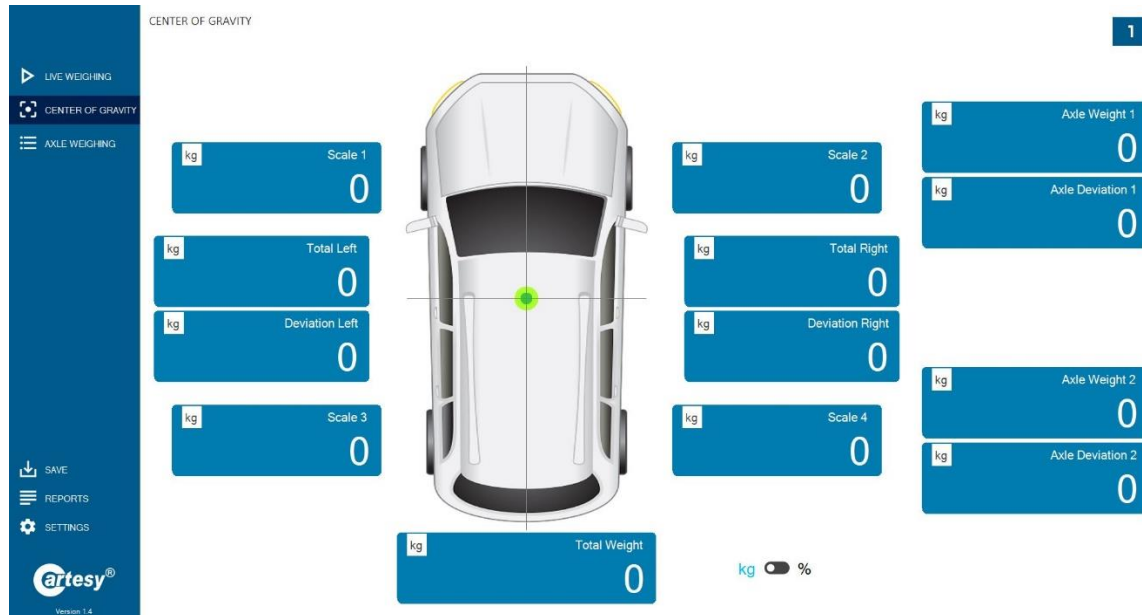 CENTER OF GRAVITY
1
LIVE WEIGHING
CENTER OF GRAVITY
AXLE WEIGHING
SAVE
REPORTS
SETTINGS
artesy®
Version 1.4
kg Scale 1
0
kg Scale 2
0
kg Axle Weight 1
0
kg Axle Deviation 1
0
kg Total Left
0
kg Total Right
0
kg Deviation Left
0
kg Deviation Right
0
kg Scale 3
0
kg Scale 4
0
kg Axle Weight 2
0
kg Axle Deviation 2
0
kg Total Weight
0
kg %